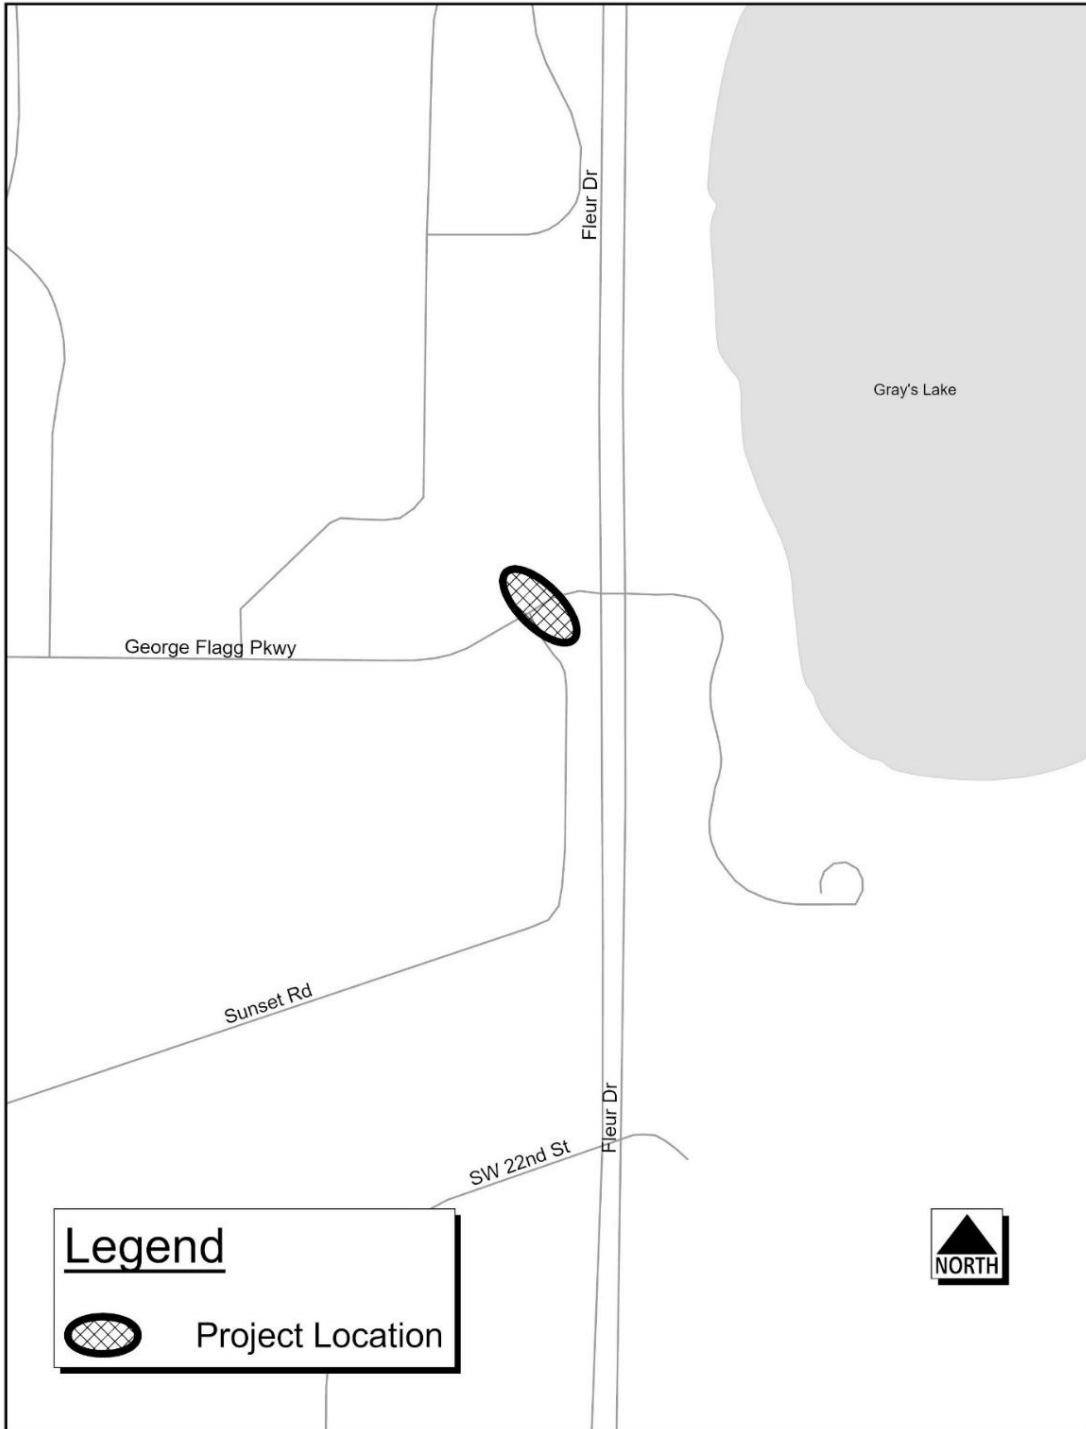 Fleur Dr
Gray's Lake
George Flagg Pkwy
Sunset Rd
Fleur Dr
SW 22nd St
Legend
Project Location
NORTH